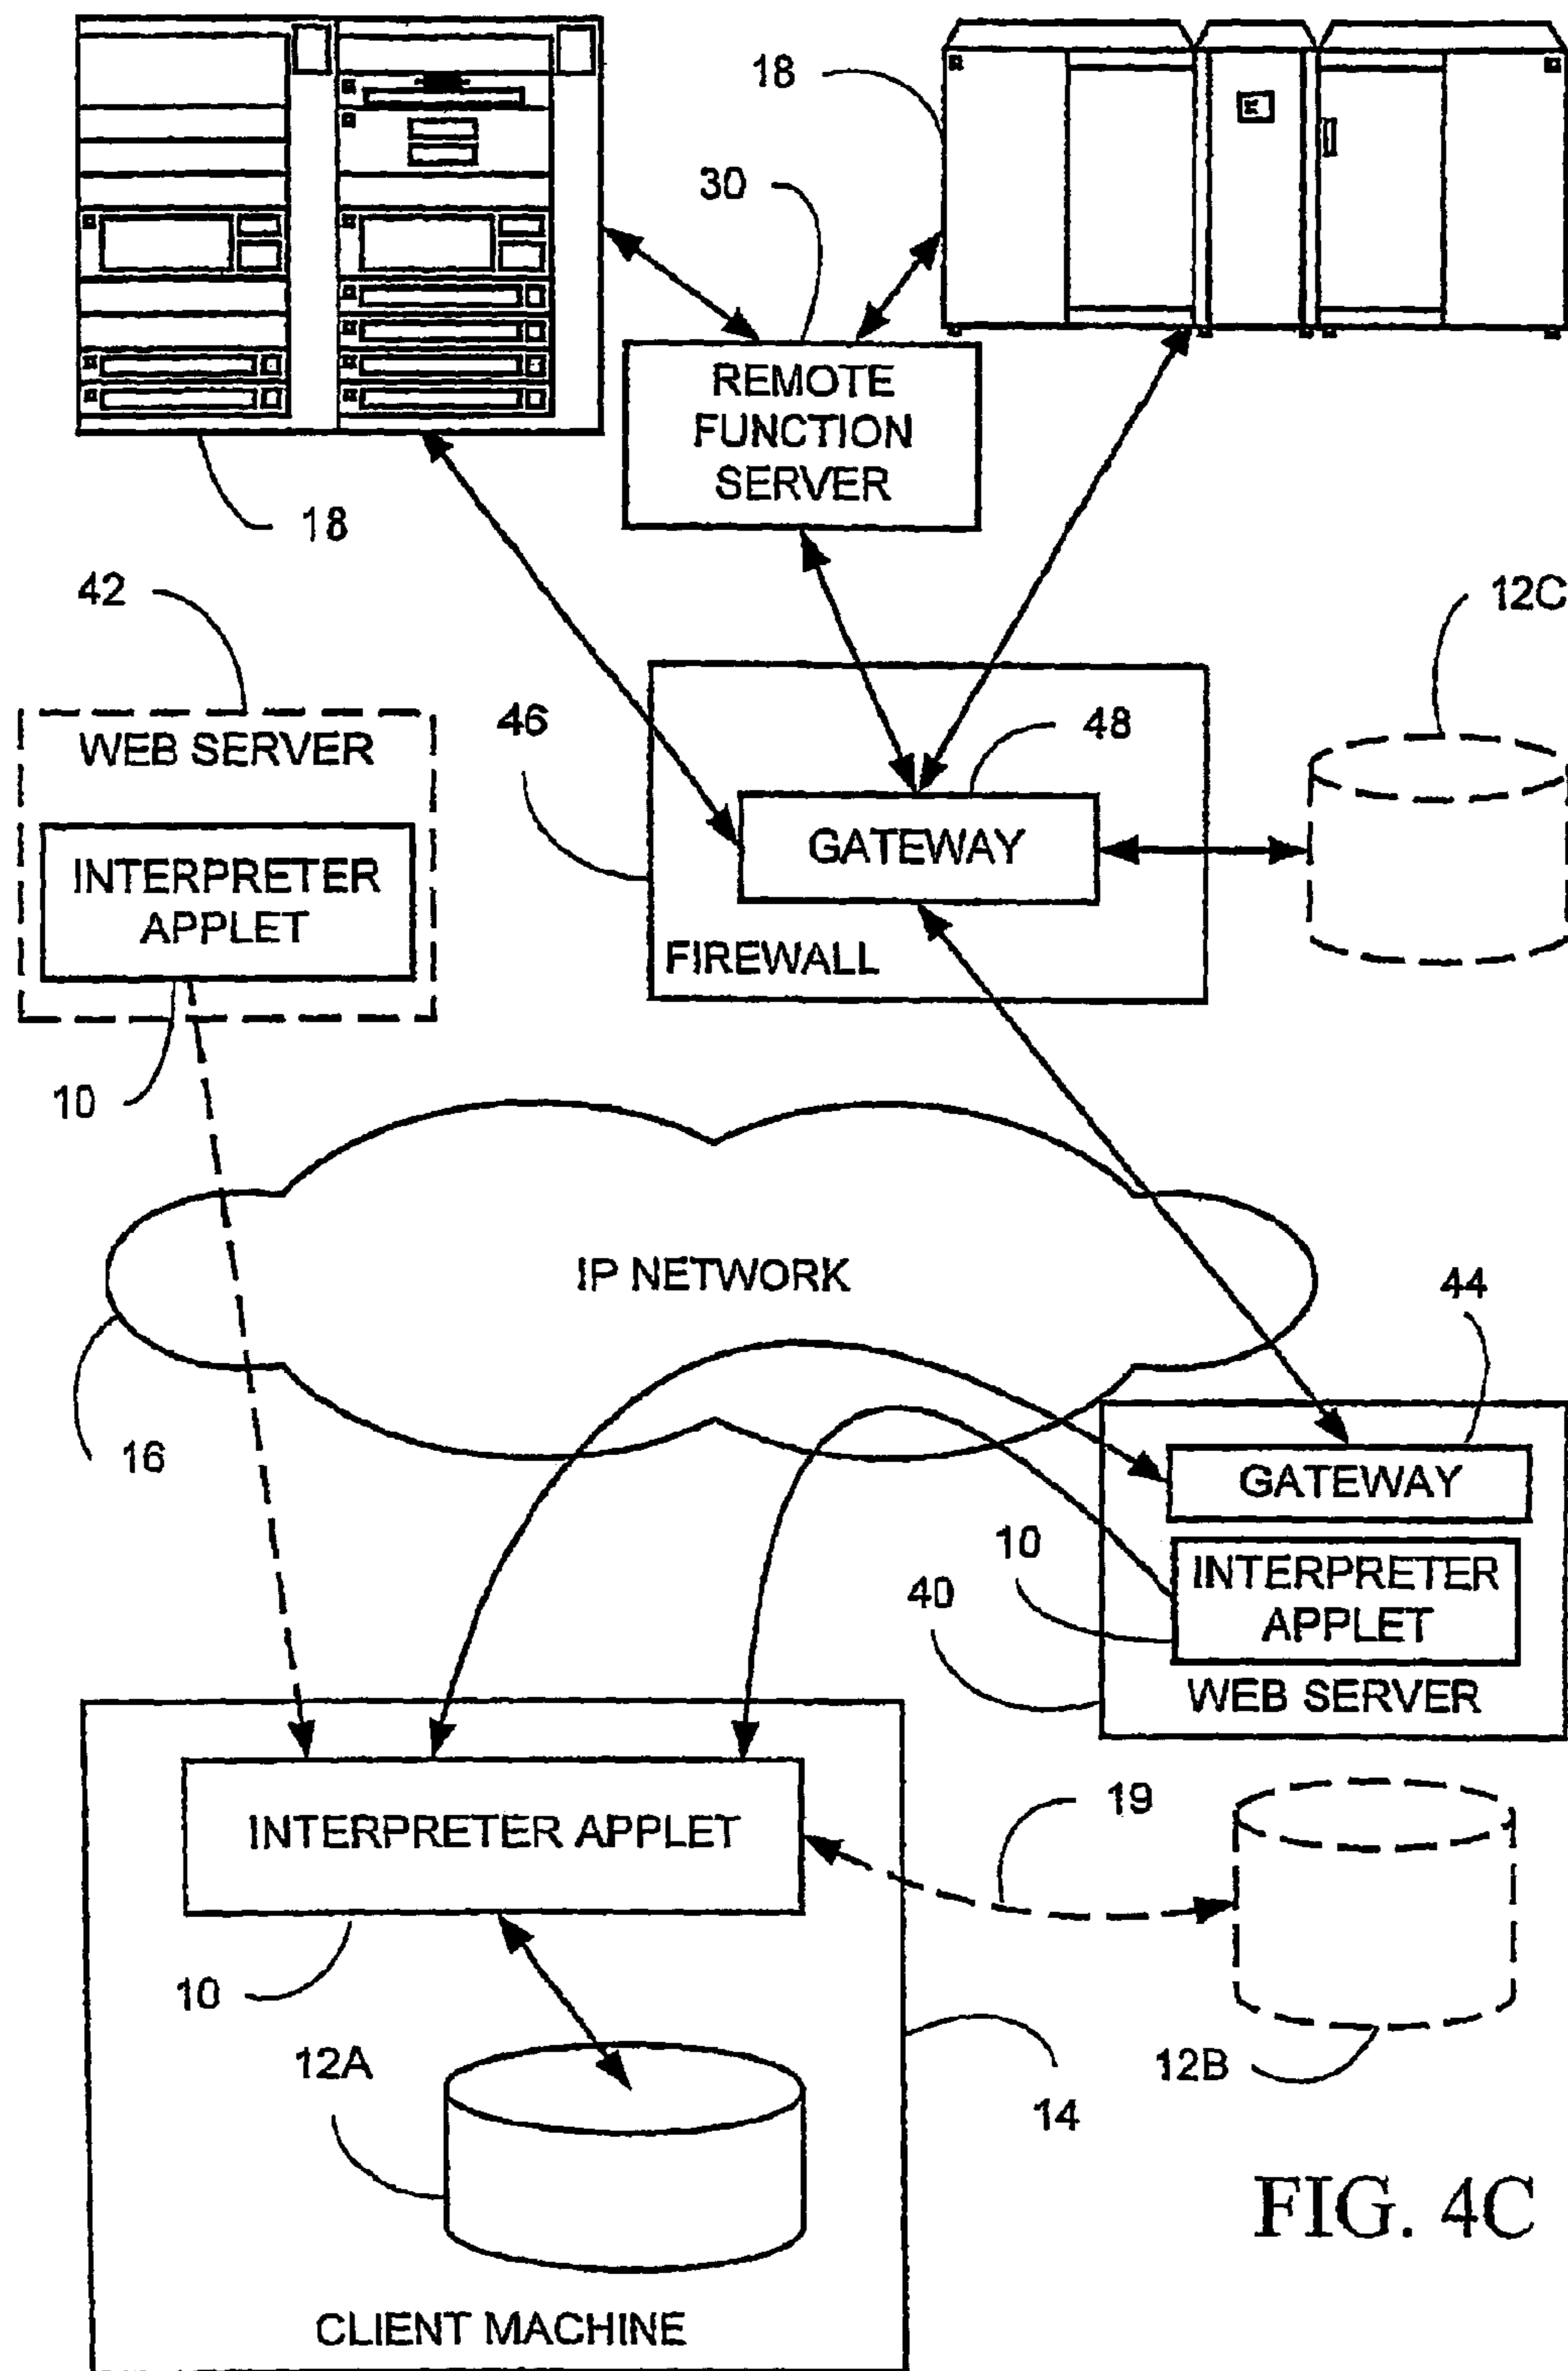 18
30
REMOTE
FUNCTION
SERVER
18
42
12C
WEB SERVER
46
48
INTERPRETER
APPLET
GATEWAY
FIREWALL
10
IP NETWORK
44
16
GATEWAY
10
INTERPRETER
APPLET
40
WEB SERVER
19
INTERPRETER APPLET
10
12A
12B
14
FIG. 4C
CLIENT MACHINE